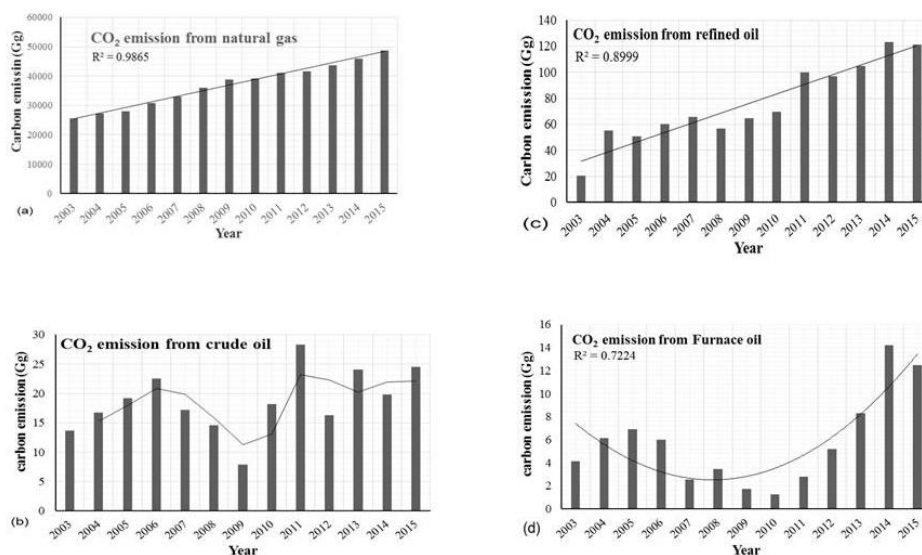 CO₂ emission from natural gas
R² = 0.9865
Carbon emissin (Gg)
60000
50000
40000
30000
20000
10000
0
2003 2004 2005 2006 2007 2008 2009 2010 2011 2012 2013 2014 2015
Year
(a)
CO₂ emission from refined oil
R² = 0.8999
Carbon emission (Gg)
140
120
100
80
60
40
20
0
2003 2004 2005 2006 2007 2008 2009 2010 2011 2012 2013 2014 2015
Year
(c)
CO₂ emission from crude oil
carbon emission (Gg)
30
25
20
15
10
5
0
2003 2004 2005 2006 2007 2008 2009 2010 2011 2012 2013 2014 2015
Year
(b)
CO₂ emission from Furnace oil
R² = 0.7224
carbon emission (Gg)
16
14
12
10
8
6
4
2
0
2003 2004 2005 2006 2007 2008 2009 2010 2011 2012 2013 2014 2015
Year
(d)